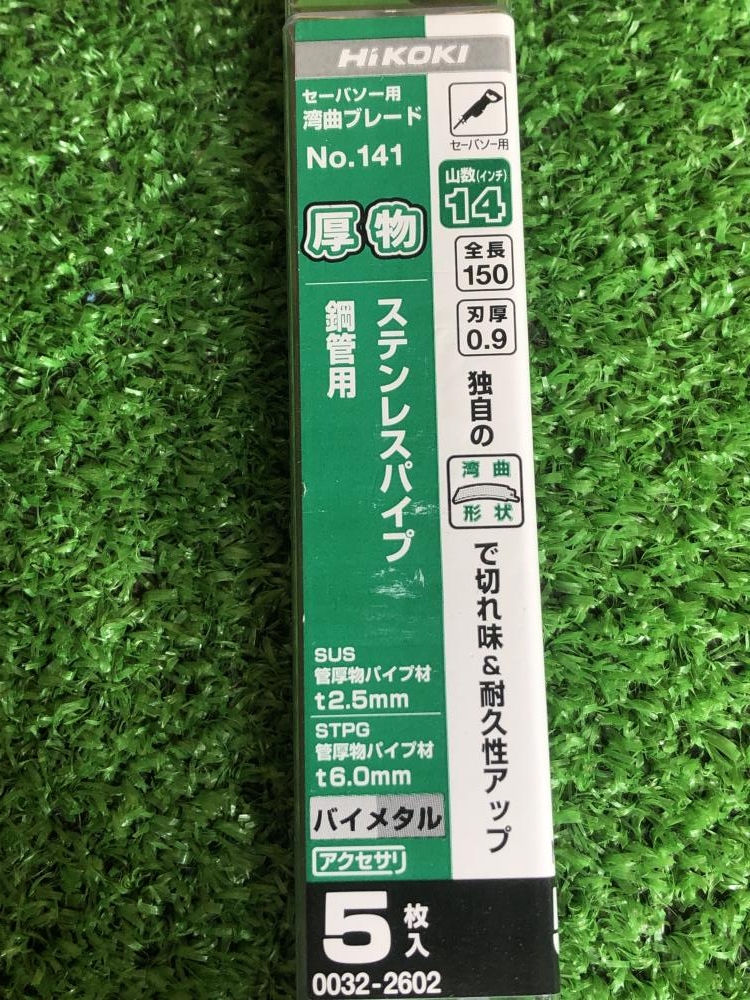 HiKOKI
セーバソー用
湾曲ブレード
No.141
厚物
ステンレスパイプ
鋼管用
SUS
管厚物パイプ材
t2.5mm
STPG
管厚物パイプ材
t6.0mm
バイメタル
アクセサリ
セーバソー用
山数(インチ)
14
全長
150
刃厚
0.9
独自の
湾曲
形状
で切れ味&耐久性アップ
5枚入
0032-2602